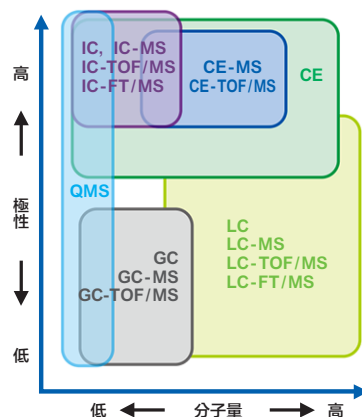 高
極性
低
IC, IC-MS
IC-TOF/MS
IC-FT/MS
CE-MS
CE-TOF/MS
CE
QMS
LC
LC-MS
LC-TOF/MS
LC-FT/MS
GC
GC-MS
GC-TOF/MS
低
分子量
高